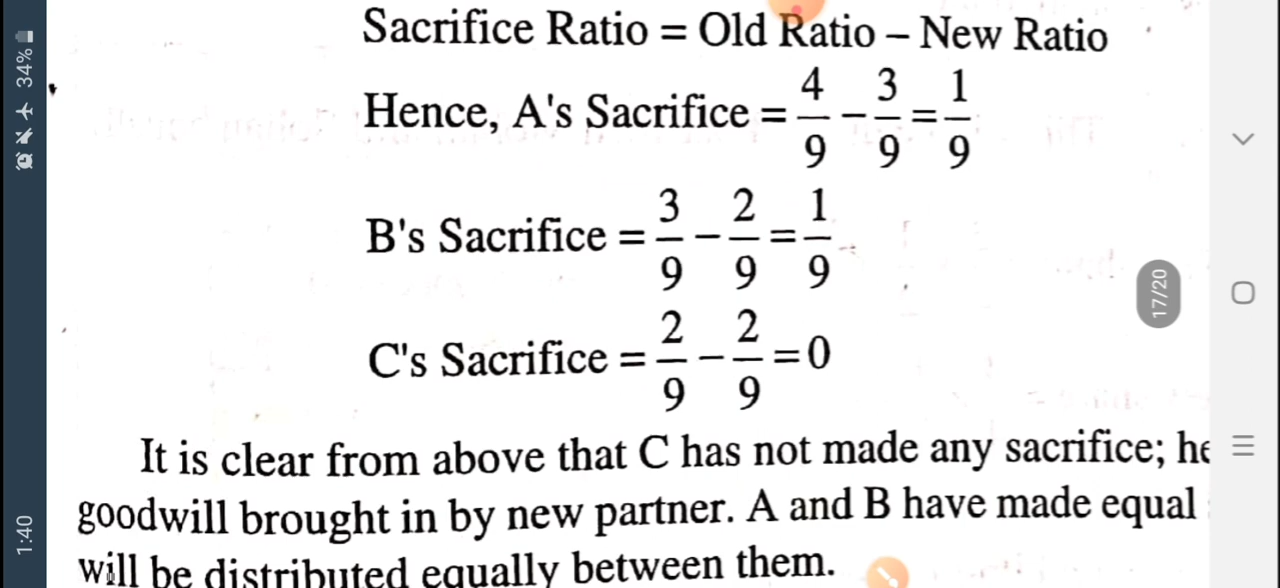 Sacrifice Ratio = Old Ratio – New Ratio
Hence, A's Sacrifice = 4/9 – 3/9 = 1/9
B's Sacrifice = 3/9 – 2/9 = 1/9
C's Sacrifice = 2/9 – 2/9 = 0
It is clear from above that C has not made any sacrifice; he
goodwill brought in by new partner. A and B have made equal
will be distributed equally between them.
34%
1:40
17/20